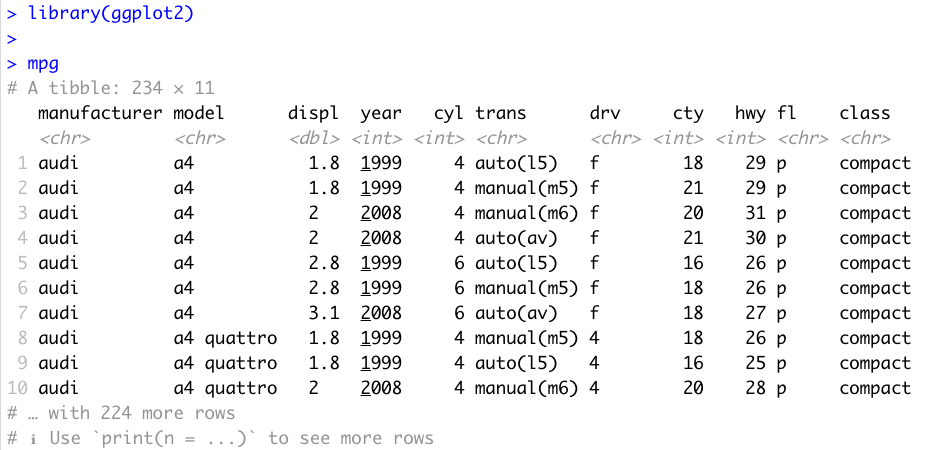 > library(ggplot2)
>
> mpg
# A tibble: 234 × 11
   manufacturer model      displ  year   cyl trans      drv     cty   hwy fl    class
   <chr>        <chr>      <dbl> <int> <int> <chr>      <chr> <int> <int> <chr> <chr>
 1 audi         a4           1.8  1999     4 auto(l5)   f        18    29 p     compact
 2 audi         a4           1.8  1999     4 manual(m5) f        21    29 p     compact
 3 audi         a4           2    2008     4 manual(m6) f        20    31 p     compact
 4 audi         a4           2    2008     4 auto(av)   f        21    30 p     compact
 5 audi         a4           2.8  1999     6 auto(l5)   f        16    26 p     compact
 6 audi         a4           2.8  1999     6 manual(m5) f        18    26 p     compact
 7 audi         a4           3.1  2008     6 auto(av)   f        18    27 p     compact
 8 audi         a4 quattro   1.8  1999     4 manual(m5) 4        18    26 p     compact
 9 audi         a4 quattro   1.8  1999     4 auto(l5)   4        16    25 p     compact
10 audi         a4 quattro   2    2008     4 manual(m6) 4        20    28 p     compact
# … with 224 more rows
# ℹ Use `print(n = ...)` to see more rows